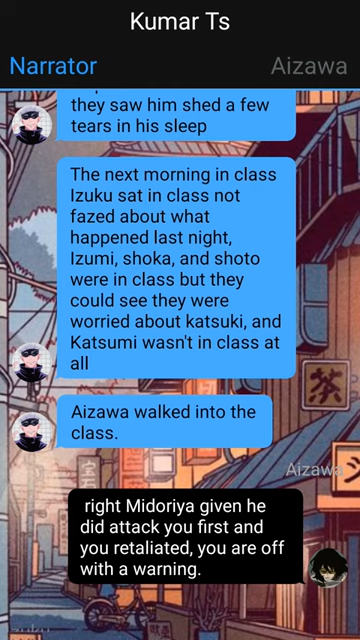 Kumar Ts
Narrator
Aizawa
they saw him shed a few
tears in his sleep
The next morning in class
Izuku sat in class not
fazed about what
happened last night,
Izumi, shoka, and shoto
were in class but they
could see they were
worried about katsuki, and
Katsumi wasn't in class at
all
Aizawa walked into the
class.
Aizawa
right Midoriya given he
did attack you first and
you retaliated, you are off
with a warning.